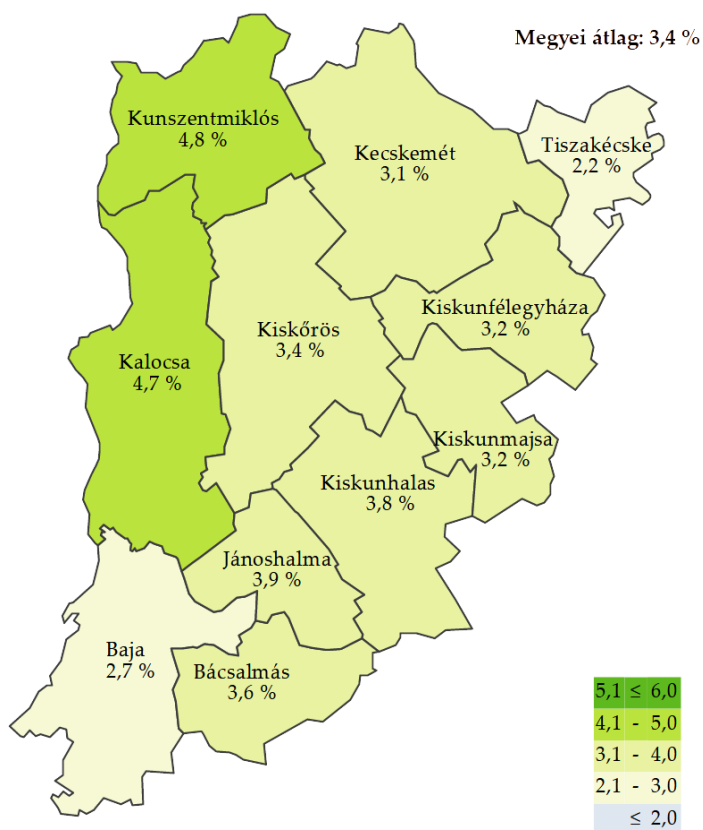 Megyei átlag: 3,4 %
Kunszentmiklós
4,8 %
Kecskemét
3,1 %
Tiszakécske
2,2 %
Kiskunfélegyháza
3,2 %
Kiskőrös
3,4 %
Kalocsa
4,7 %
Kiskunmajsa
3,2 %
Kiskunhalas
3,8 %
Jánoshalma
3,9 %
Baja
2,7 %
Bácsalmás
3,6 %
5,1 ≤ 6,0
4,1 - 5,0
3,1 - 4,0
2,1 - 3,0
≤ 2,0